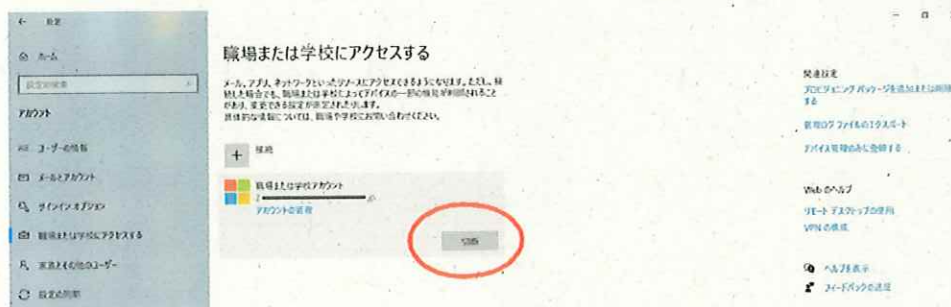 ← 設定
ホーム
設定の検索
アカウント
ユーザーの情報
メールとアカウント
サインイン オプション
職場または学校にアクセスする
家族とその他のユーザー
設定の同期
職場または学校にアクセスする
メール、アプリ、ネットワークといったリソースにアクセスできるようになります。ただし、接
続した場合でも、職場または学校によってデバイスの一部の機能が制御されること
があり、変更できる設定が限定されたりします。
具体的な情報については、職場や学校にお問い合わせください。
+ 接続
職場または学校アカウント
アカウントの管理
切断
関連設定
プロビジョニング パッケージを追加または削除
する
管理ログ ファイルのエクスポート
デバイス管理のみに登録する
Web のヘルプ
リモート デスクトップの使用
VPN の構成
ヘルプを表示
フィードバックの送信